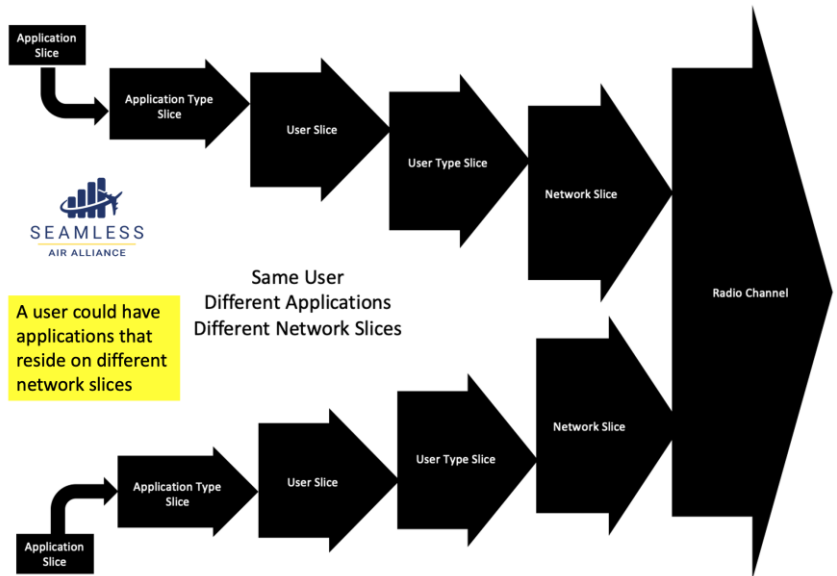 Application
Slice
Application Type
Slice
User Slice
User Type Slice
Network Slice
Radio Channel
SEAMLESS
AIR ALLIANCE
Same User
Different Applications
Different Network Slices
A user could have
applications that
reside on different
network slices
Application
Slice
Application Type
Slice
User Slice
User Type Slice
Network Slice